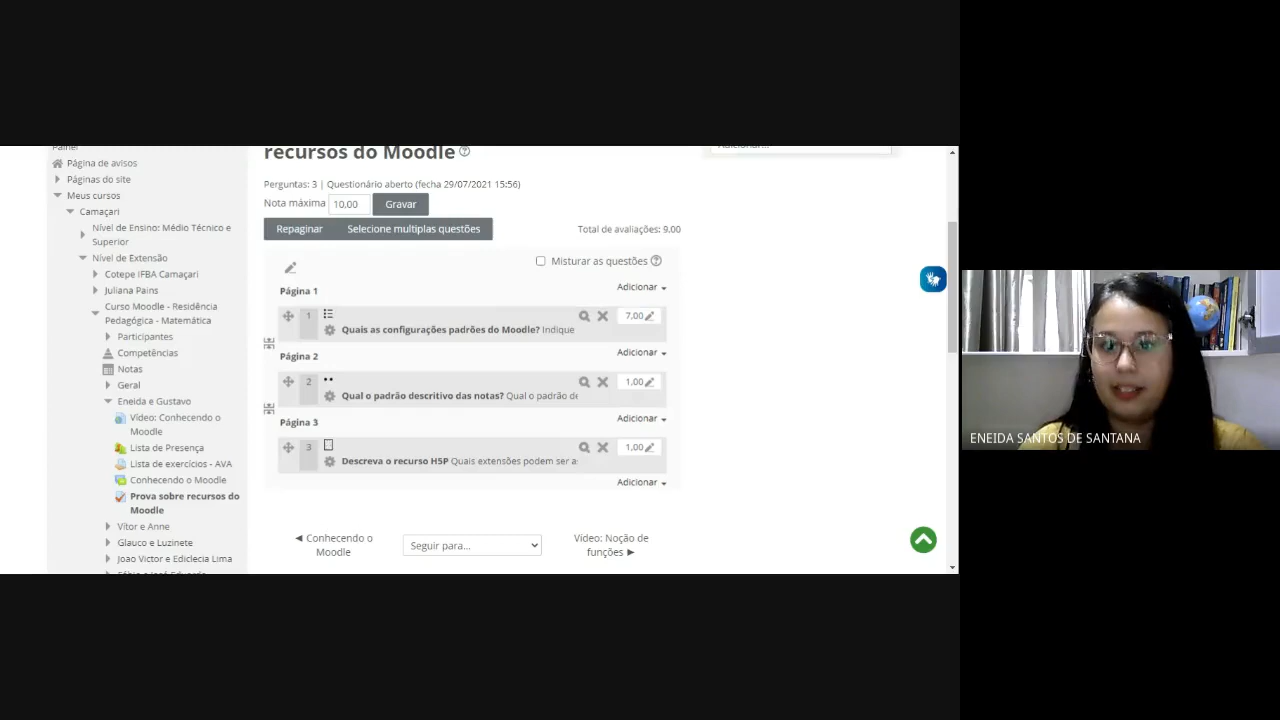 Painel
Página de avisos
Páginas do site
Meus cursos
Camaçari
Nível de Ensino: Médio Técnico e
Superior
Nível de Extensão
Cotepe IFBA Camaçari
Juliana Pains
Curso Moodle - Residência
Pedagógica - Matemática
Participantes
Competências
Notas
Geral
Eneida e Gustavo
Vídeo: Conhecendo o
Moodle
Lista de Presença
Lista de exercícios - AVA
Conhecendo o Moodle
Prova sobre recursos do
Moodle
Vitor e Anne
Glauco e Luzinete
Joao Victor e Ediclecia Lima
recursos do Moodle
Perguntas: 3 | Questionário aberto (fecha 29/07/2021 15:56)
Nota máxima 10,00 Gravar
Repaginar Selecione multiplas questões Total de avaliações: 9,00
Misturar as questões
Página 1 Adicionar
1 7,00
Quais as configurações padrões do Moodle? Indique
Página 2 Adicionar
2 1,00
Qual o padrão descritivo das notas? Qual o padrão de
Página 3 Adicionar
3 1,00
Descreva o recurso H5P Quais extensões podem ser a
Adicionar
◄ Conhecendo o
Moodle
Seguir para...
Vídeo: Noção de
funções ►
Adicionar...
ENEIDA SANTOS DE SANTANA